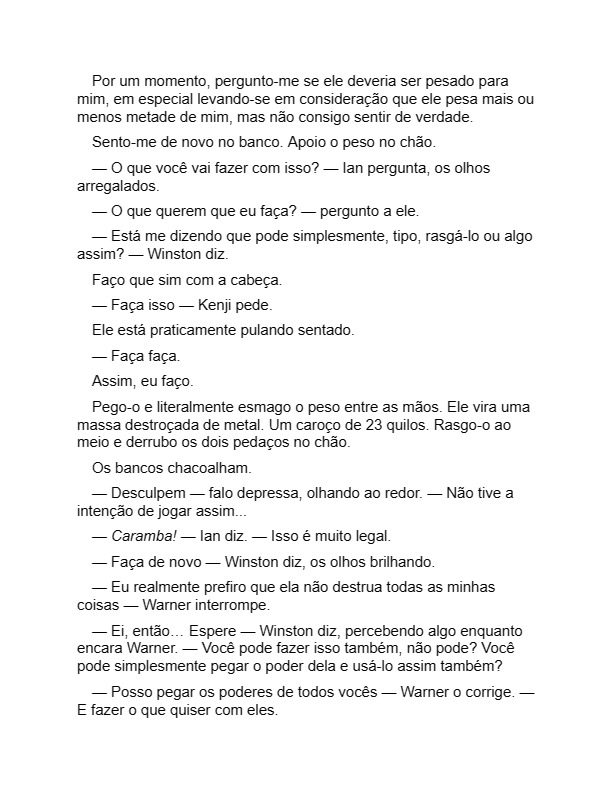 Por um momento, pergunto-me se ele deveria ser pesado para
mim, em especial levando-se em consideração que ele pesa mais ou
menos metade de mim, mas não consigo sentir de verdade.
Sento-me de novo no banco. Apoio o peso no chão.
— O que você vai fazer com isso? — Ian pergunta, os olhos
arregalados.
— O que querem que eu faça? — pergunto a ele.
— Está me dizendo que pode simplesmente, tipo, rasgá-lo ou algo
assim? — Winston diz.
Faço que sim com a cabeça.
— Faça isso — Kenji pede.
Ele está praticamente pulando sentado.
— Faça faça.
Assim, eu faço.
Pego-o e literalmente esmago o peso entre as mãos. Ele vira uma
massa destroçada de metal. Um caroço de 23 quilos. Rasgo-o ao
meio e derrubo os dois pedaços no chão.
Os bancos chacoalham.
— Desculpem — falo depressa, olhando ao redor. — Não tive a
intenção de jogar assim...
— Caramba! — Ian diz. — Isso é muito legal.
— Faça de novo — Winston diz, os olhos brilhando.
— Eu realmente prefiro que ela não destrua todas as minhas
coisas — Warner interrompe.
— Ei, então… Espere — Winston diz, percebendo algo enquanto
encara Warner. — Você pode fazer isso também, não pode? Você
pode simplesmente pegar o poder dela e usá-lo assim também?
— Posso pegar os poderes de todos vocês — Warner o corrige. —
E fazer o que quiser com eles.